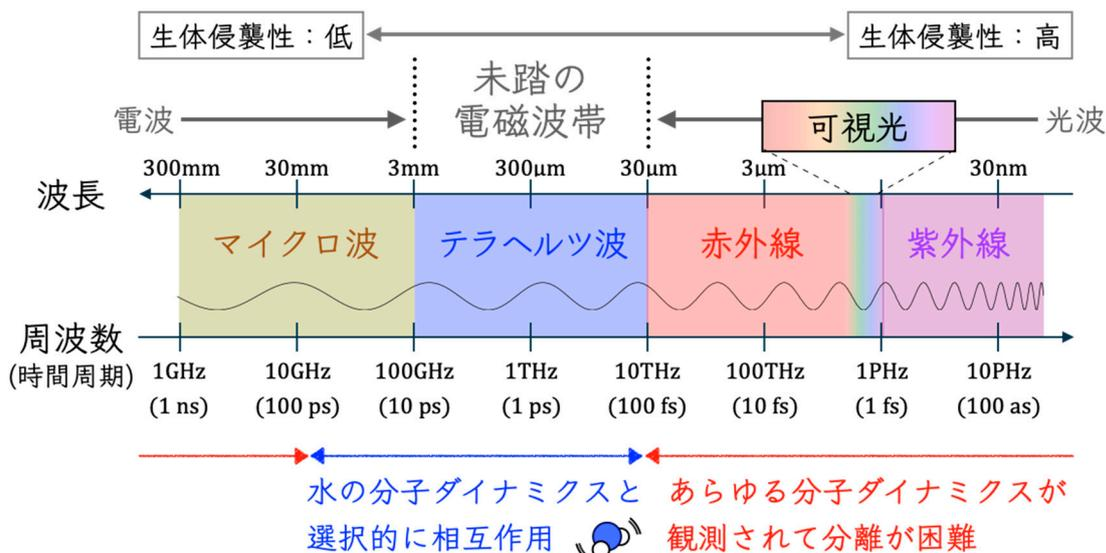 生体侵襲性：低
生体侵襲性：高
未踏の
電磁波帯
電波
可視光
光波
300mm 30mm 3mm 300μm 30μm 3μm 30nm
波長
マイクロ波 テラヘルツ波 赤外線 紫外線
周波数
(時間周期)
1GHz 10GHz 100GHz 1THz 10THz 100THz 1PHz 10PHz
(1 ns) (100 ps) (10 ps) (1 ps) (100 fs) (10 fs) (1 fs) (100 as)
水の分子ダイナミクスと
選択的に相互作用
あらゆる分子ダイナミクスが
観測されて分離が困難